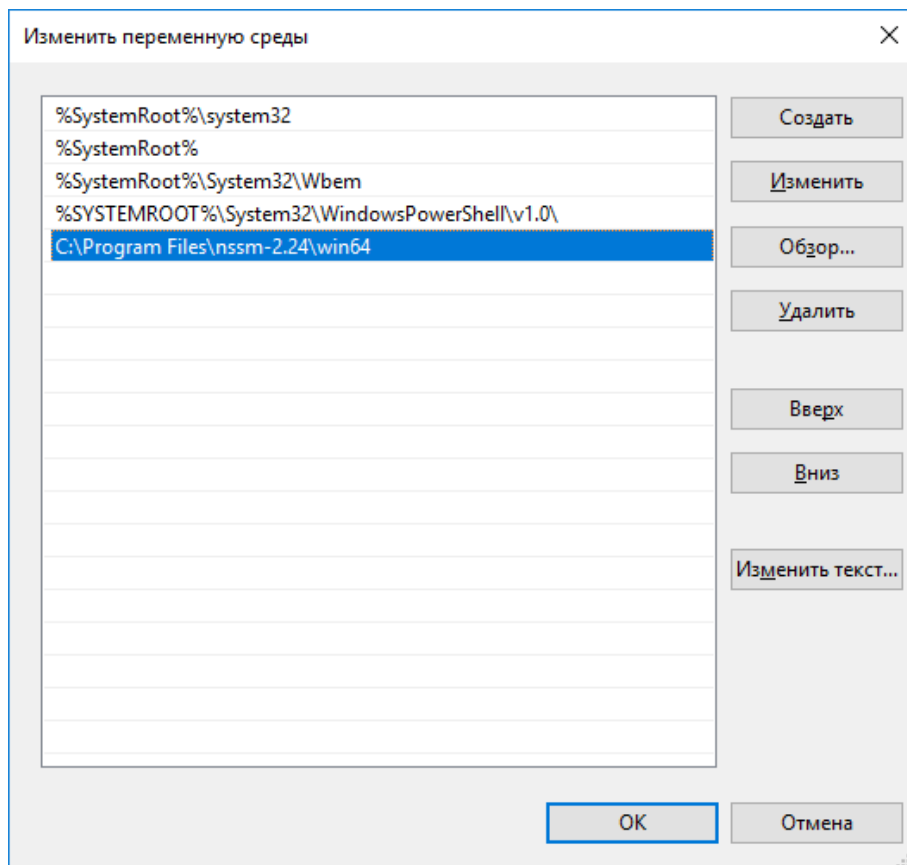 Изменить переменную среды
%SystemRoot%\system32
Создать
%SystemRoot%
%SystemRoot%\System32\Wbem
Изменить
%SYSTEMROOT%\System32\WindowsPowerShell\v1.0\
C:\Program Files\nssm-2.24\win64
Обзор...
Удалить
Вверх
Вниз
Изменить текст...
ОК
Отмена